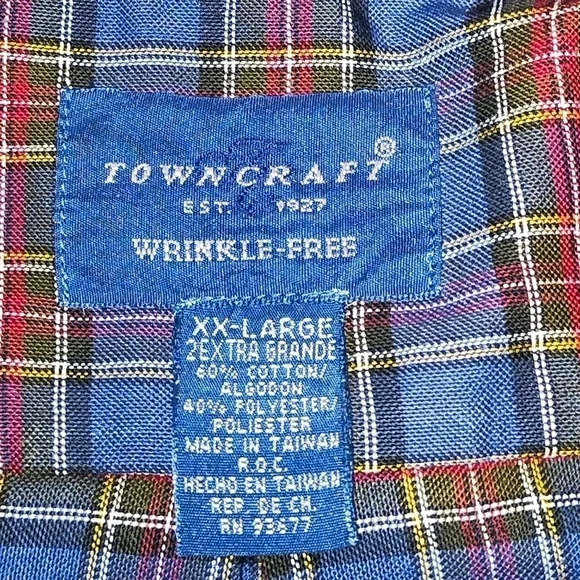 TOWNCRAFT®
EST. 1927
WRINKLE-FREE
XX-LARGE
2EXTRA GRANDE
60% COTTON/
ALGODON
40% POLYESTER/
POLIESTER
MADE IN TAIWAN
R.O.C.
HECHO EN TAIWAN
REP. DE CH.
RN 93677